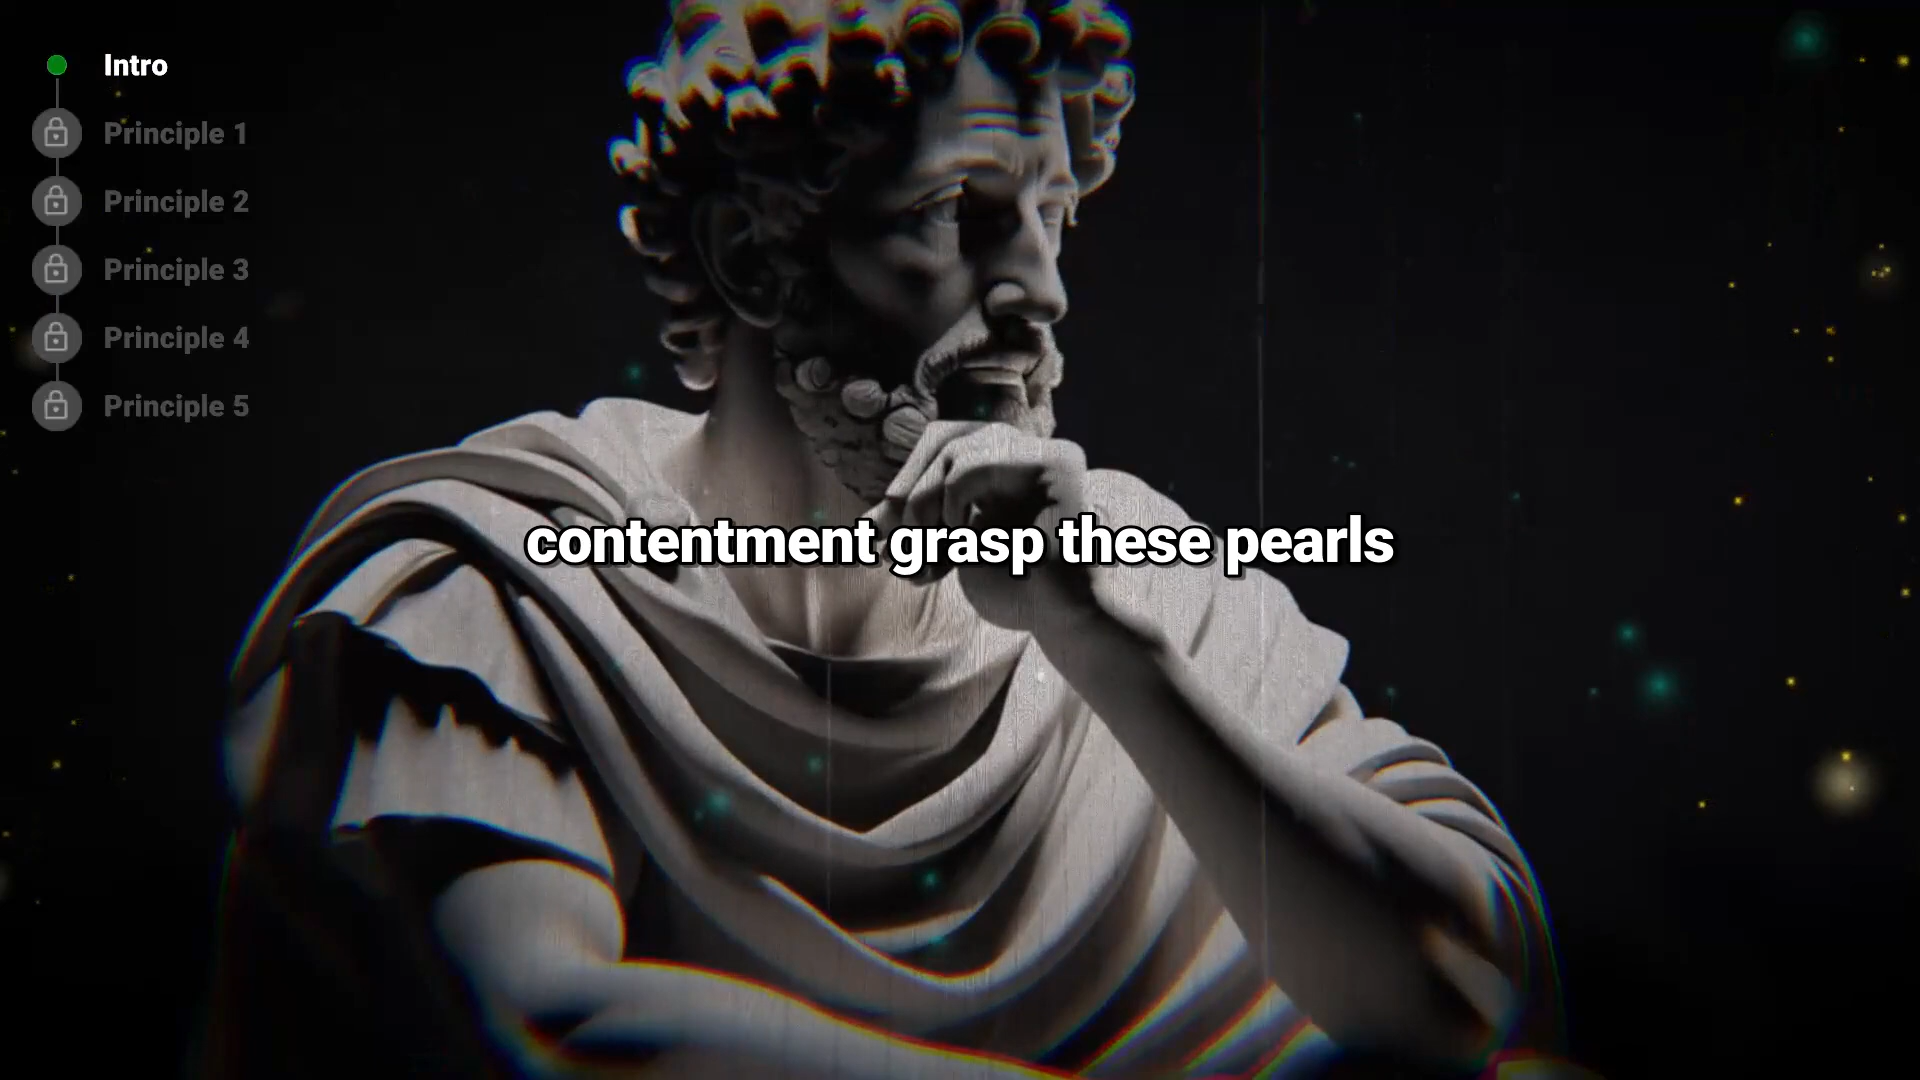 Intro
Principle 1
Principle 2
Principle 3
Principle 4
Principle 5
contentment grasp these pearls